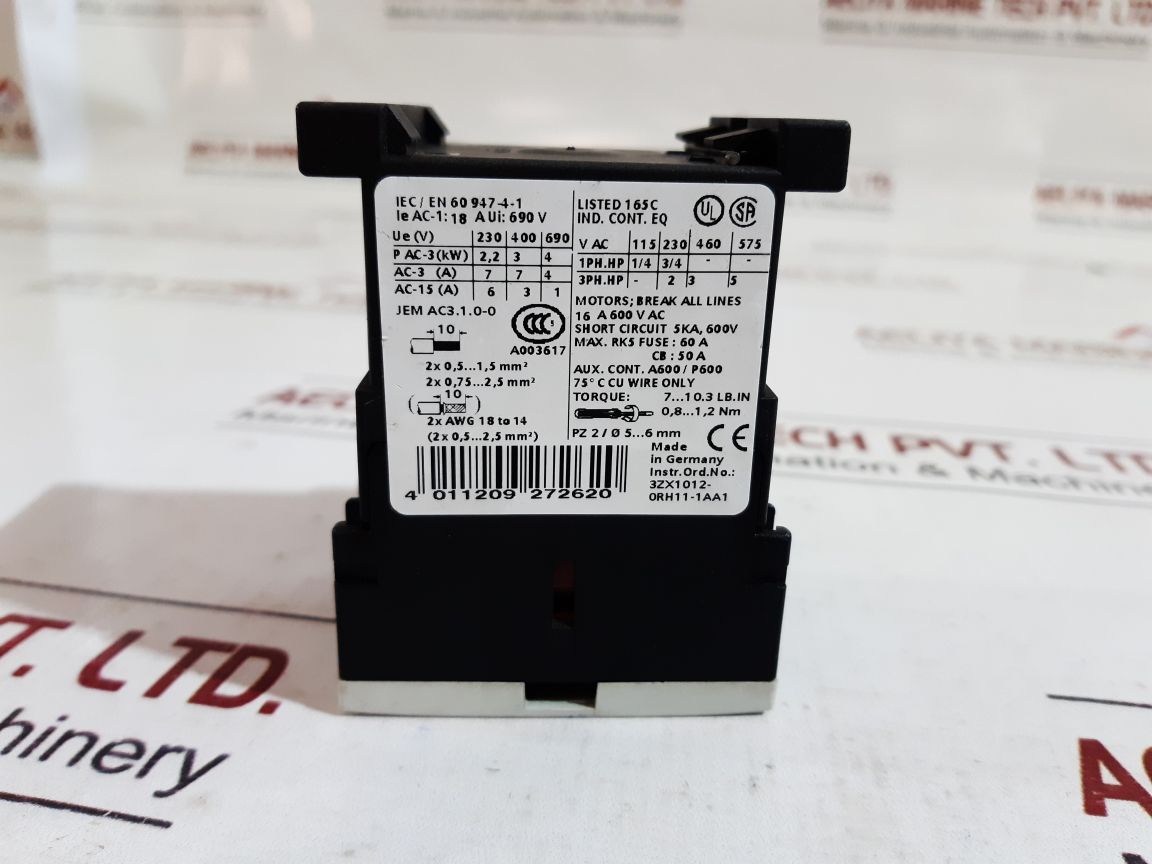 IEC / EN 60 947-4-1
Ie AC-1: 18 A Ui: 690 V
Ue (V) 230 400 690
P AC-3 (kW) 2,2 3 4
AC-3 (A) 7 7 4
AC-15 (A) 6 3 1
JEM AC3.1.0-0
CCC S
A003617
10
2x 0,5...1,5 mm²
2x 0,75...2,5 mm²
10
2x AWG 18 to 14
(2x 0,5...2,5 mm²)
4 011209 272620
LISTED 165C
IND. CONT. EQ
UL SA
V AC 115 230 460 575
1PH.HP 1/4 3/4 - -
3PH.HP - 2 3 5
MOTORS; BREAK ALL LINES
16 A 600 V AC
SHORT CIRCUIT 5KA, 600V
MAX. RK5 FUSE : 60 A
CB : 50 A
AUX. CONT. A600 / P600
75° C CU WIRE ONLY
TORQUE: 7...10.3 LB.IN
0,8...1,2 Nm
PZ 2 / Ø 5...6 mm
CE
Made
in Germany
Instr.Ord.No.:
3ZX1012-
0RH11-1AA1
TECH PVT. LTD
VT. LTD.
hinery